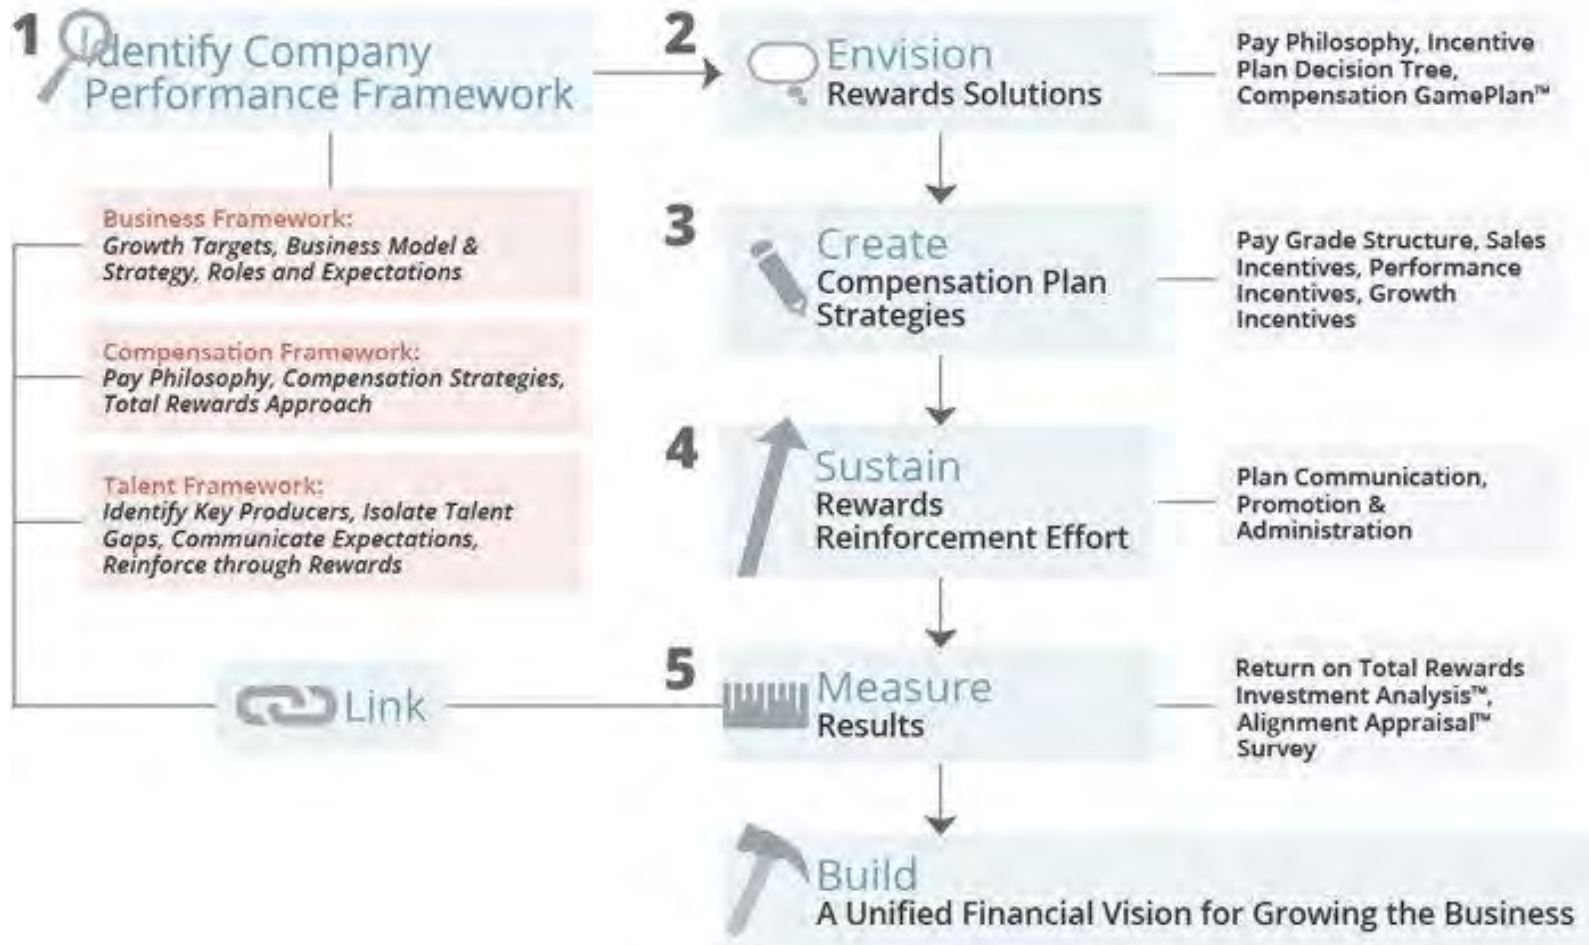 1
Identify Company
Performance Framework
Business Framework:
Growth Targets, Business Model &
Strategy, Roles and Expectations
Compensation Framework:
Pay Philosophy, Compensation Strategies,
Total Rewards Approach
Talent Framework:
Identify Key Producers, Isolate Talent
Gaps, Communicate Expectations,
Reinforce through Rewards
Link
2
Envision
Rewards Solutions
Pay Philosophy, Incentive
Plan Decision Tree,
Compensation GamePlan™
3
Create
Compensation Plan
Strategies
Pay Grade Structure, Sales
Incentives, Performance
Incentives, Growth
Incentives
4
Sustain
Rewards
Reinforcement Effort
Plan Communication,
Promotion &
Administration
5
Measure
Results
Return on Total Rewards
Investment Analysis™,
Alignment Appraisal™
Survey
Build
A Unified Financial Vision for Growing the Business